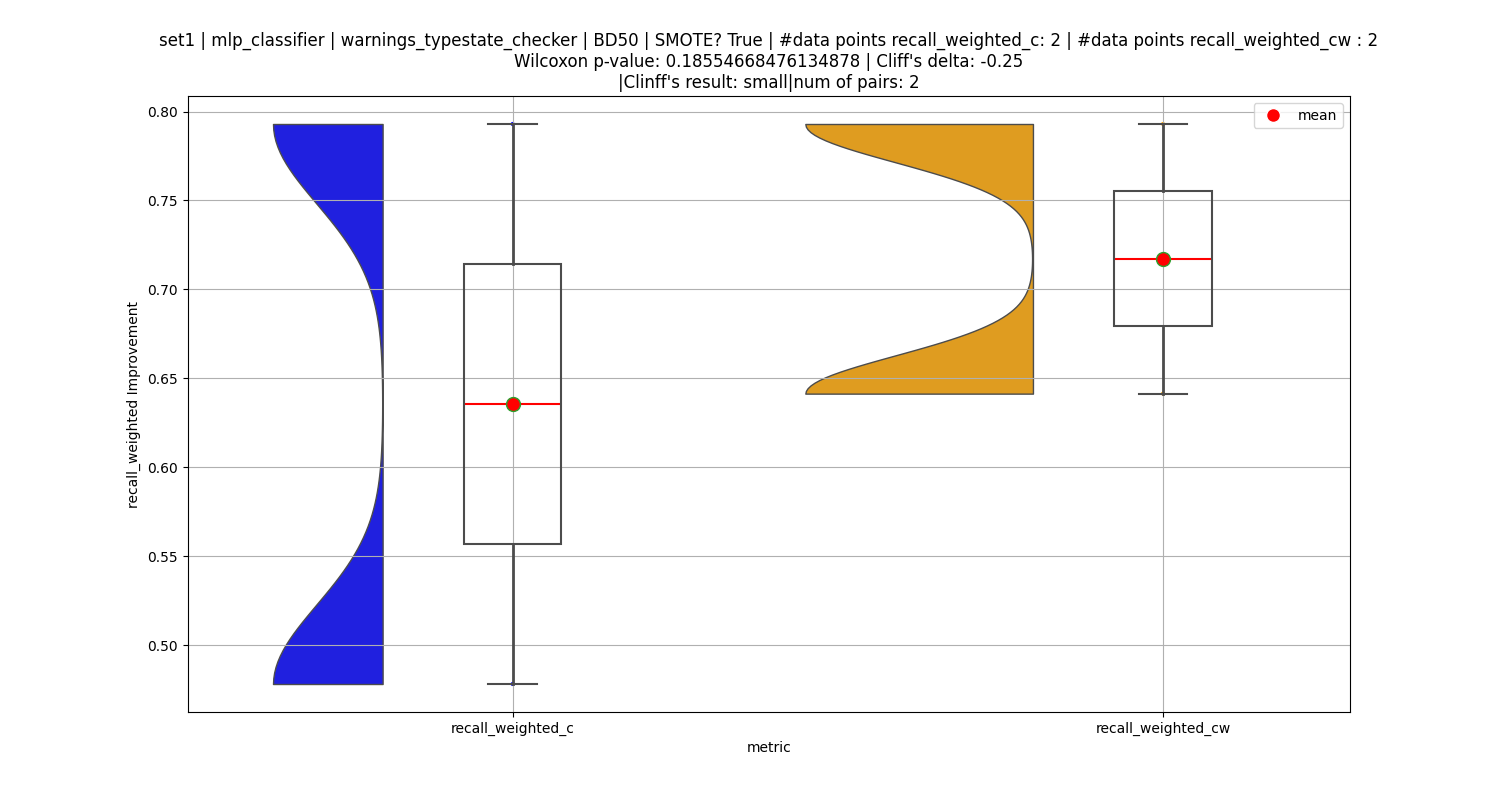 set1 | mlp_classifier | warnings_typestate_checker | BD50 | SMOTE? True | #data points recall_weighted_c: 2 | #data points recall_weighted_cw : 2
Wilcoxon p-value: 0.18554668476134878 | Cliff's delta: -0.25
|Clinff's result: small|num of pairs: 2
mean
0.80
0.75
0.70
0.65
0.60
0.55
0.50
recall_weighted Improvement
recall_weighted_c
recall_weighted_cw
metric